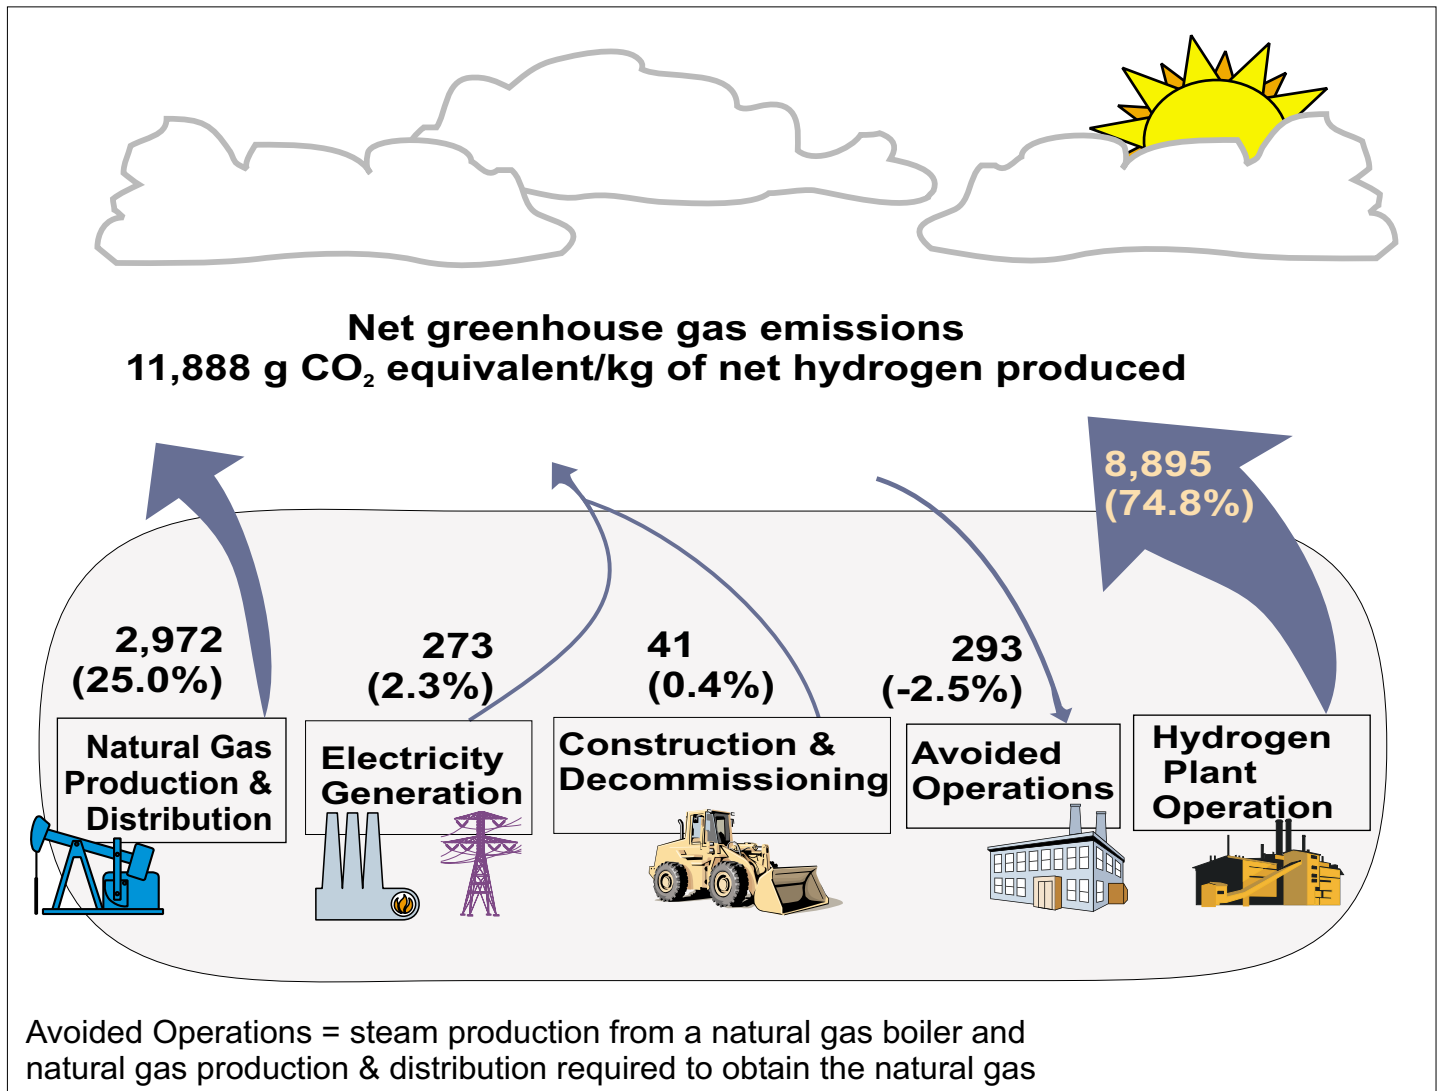 Net greenhouse gas emissions
11,888 g CO₂ equivalent/kg of net hydrogen produced
8,895
(74.8%)
2,972
(25.0%)
273
(2.3%)
41
(0.4%)
293
(-2.5%)
Natural Gas
Production &
Distribution
Electricity
Generation
Construction &
Decommissioning
Avoided
Operations
Hydrogen
Plant
Operation
Avoided Operations = steam production from a natural gas boiler and
natural gas production & distribution required to obtain the natural gas